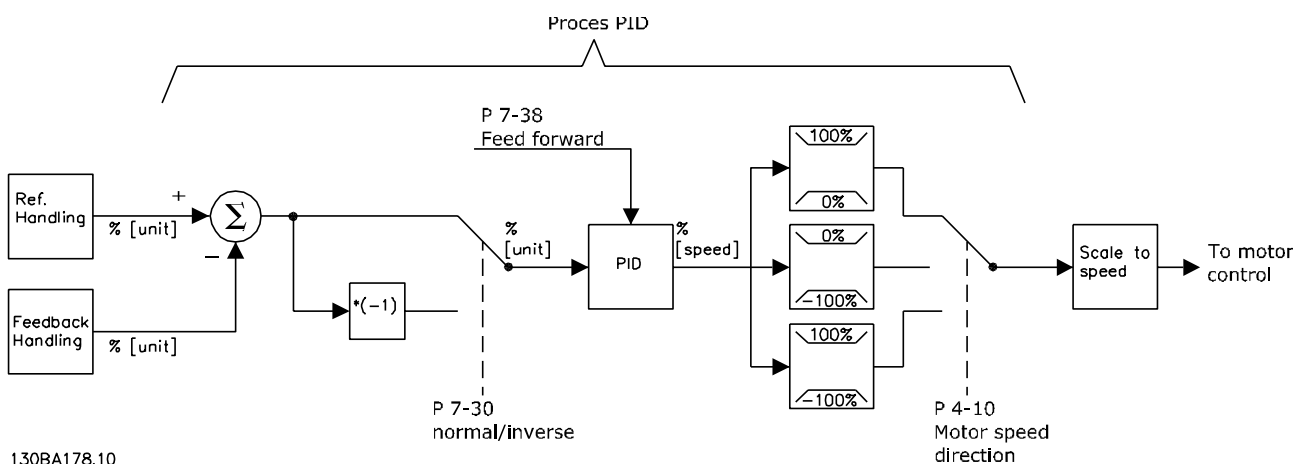 Proces PID
P 7-38
Feed forward
100%
0%
Ref.
Handling
+
% [unit]
Σ
−
%
[unit]
PID
%
[speed]
0%
−100%
Scale to
speed
To motor
control
*(-1)
Feedback
Handling
% [unit]
100%
−100%
P 7-30
normal/inverse
P 4-10
Motor speed
direction
130BA178.10